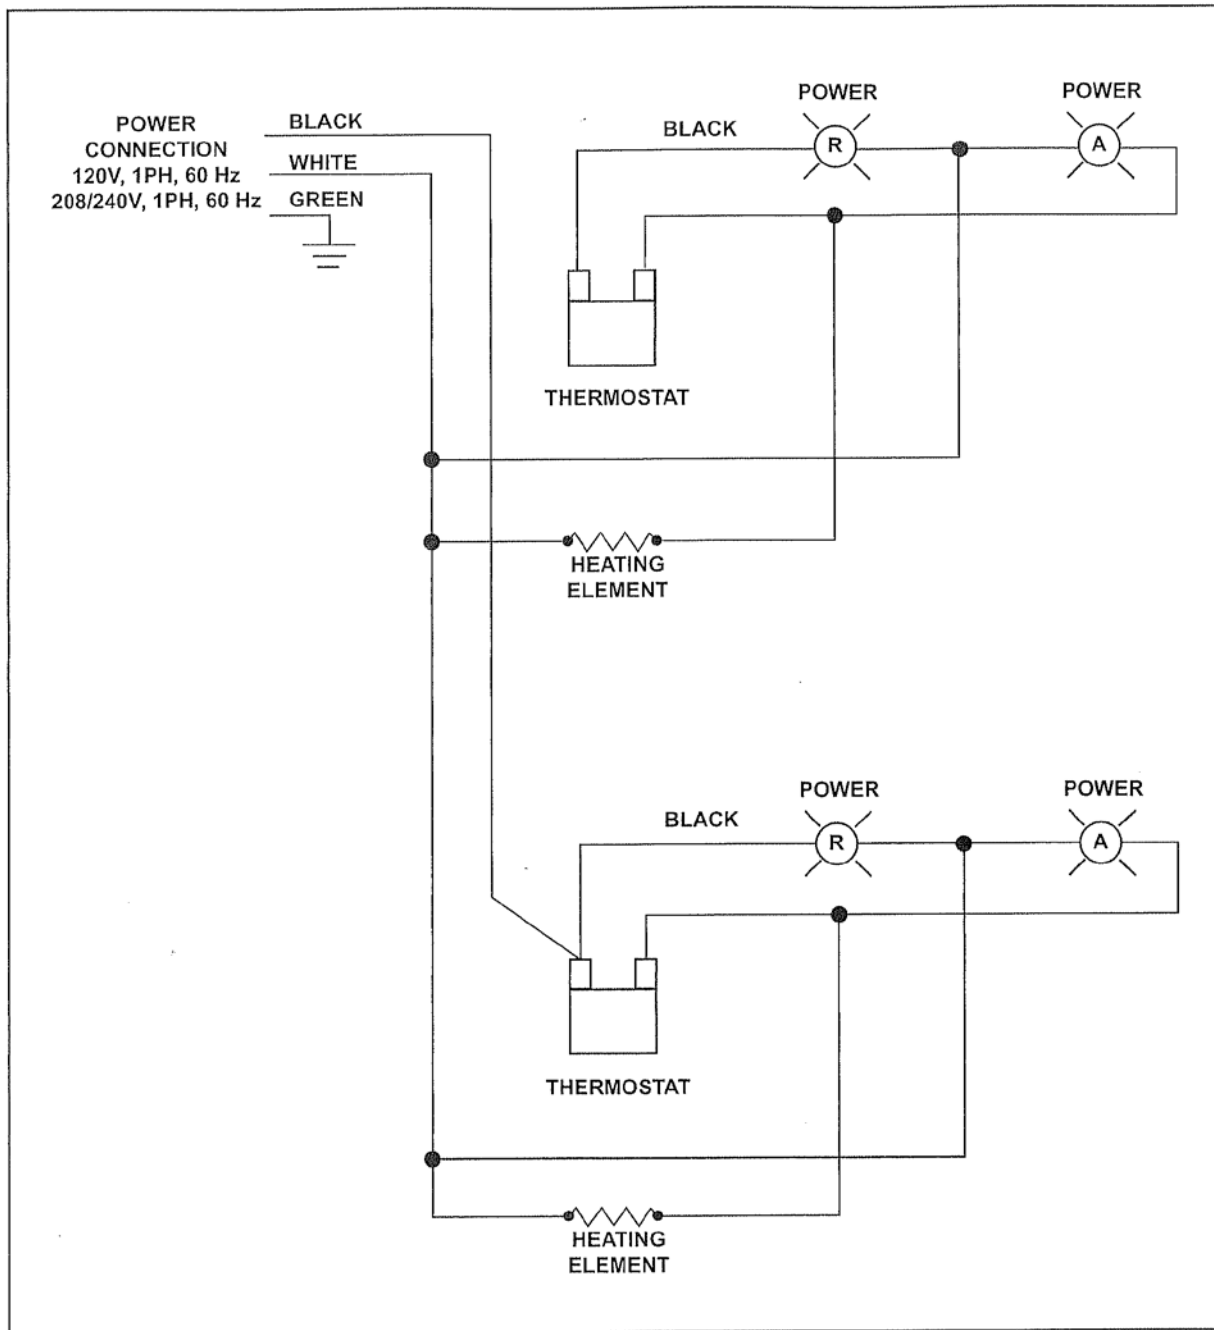 POWER
CONNECTION
120V, 1PH, 60 Hz
208/240V, 1PH, 60 Hz
BLACK
WHITE
GREEN
BLACK
POWER
R
POWER
A
THERMOSTAT
HEATING
ELEMENT
BLACK
POWER
R
POWER
A
THERMOSTAT
HEATING
ELEMENT